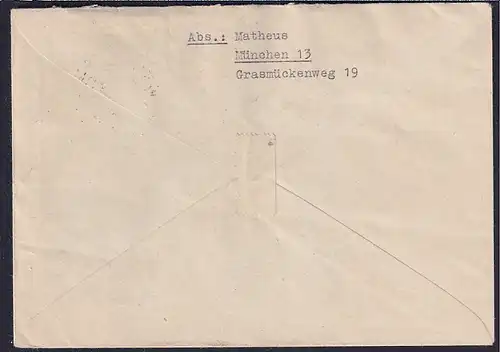 Abs.: Matheus
München 13
Grasmückenweg 19